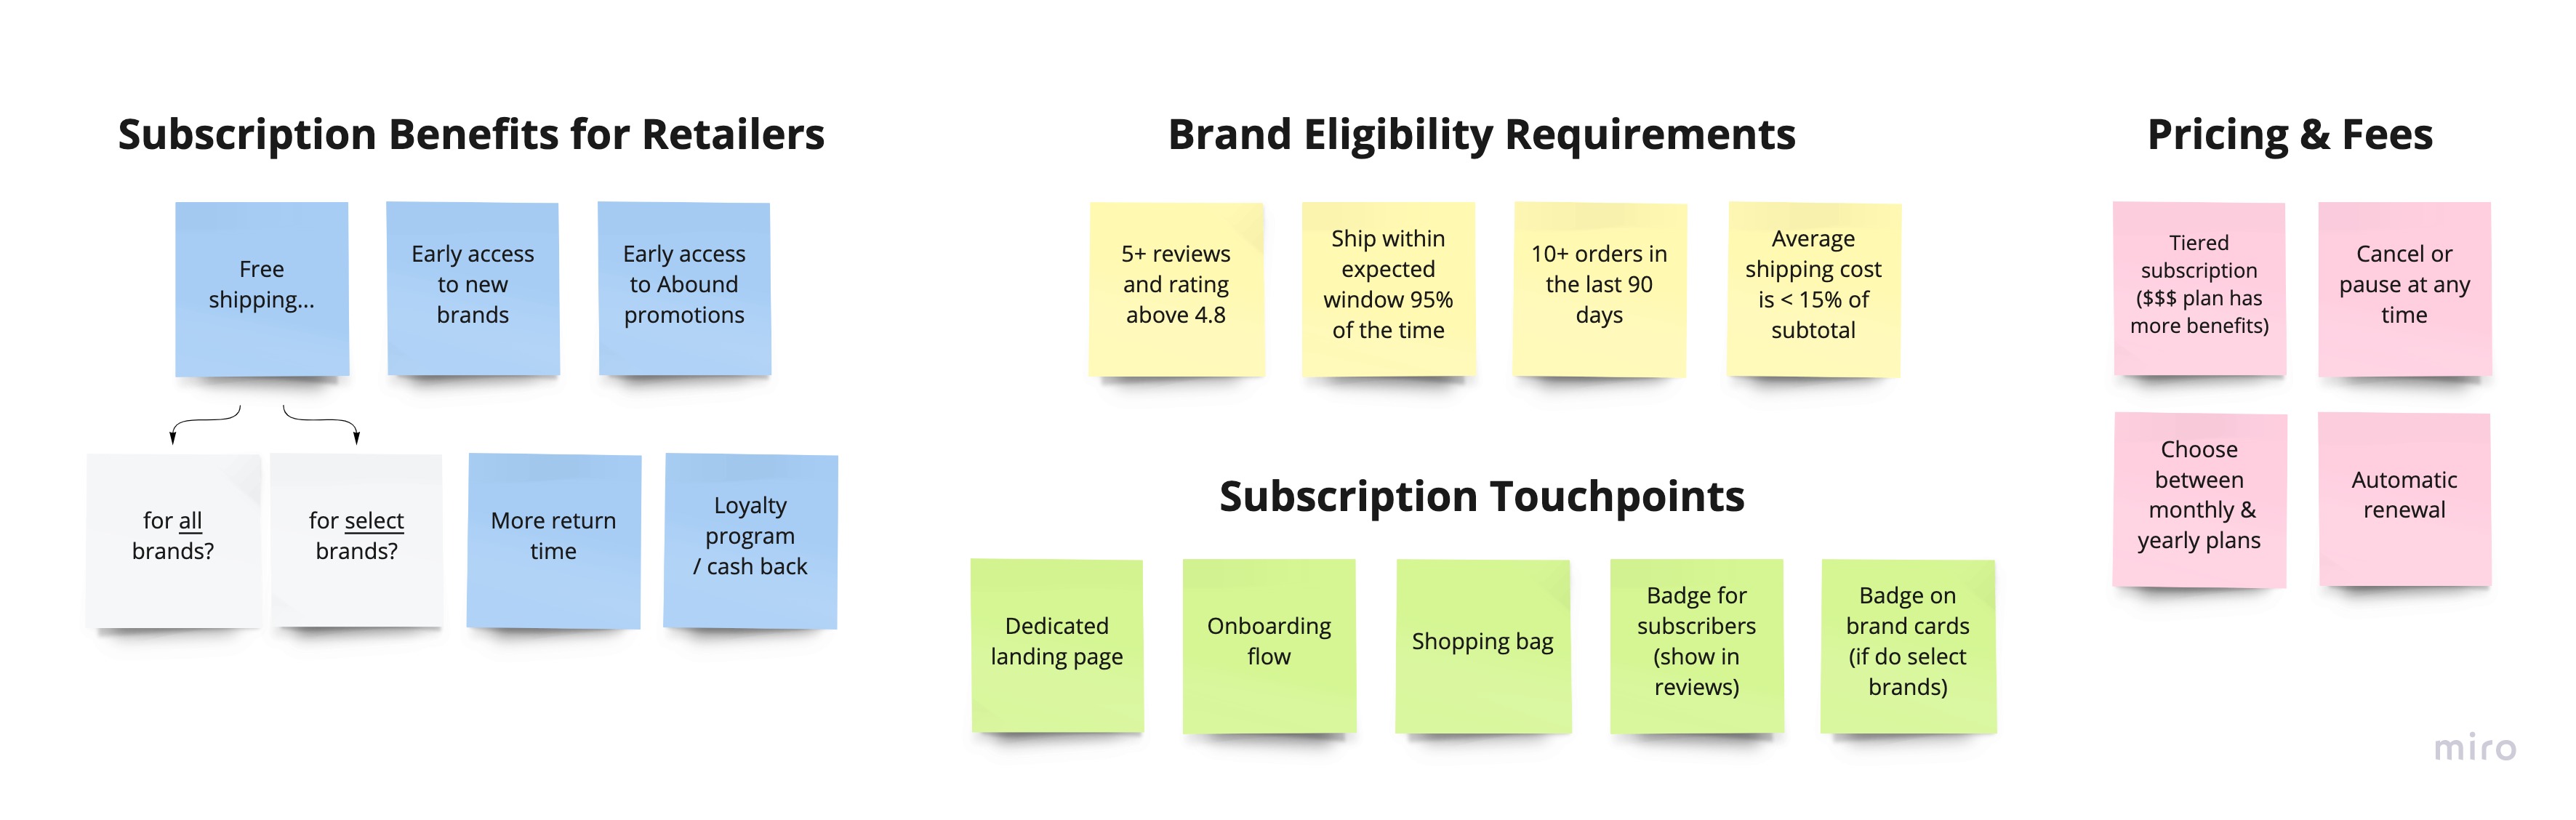 Subscription Benefits for Retailers
Free
shipping...
Early access
to new
brands
Early access
to Abound
promotions
for all
brands?
for select
brands?
More return
time
Loyalty
program
/ cash back
Brand Eligibility Requirements
5+ reviews
and rating
above 4.8
Ship within
expected
window 95%
of the time
10+ orders in
the last 90
days
Average
shipping cost
is < 15% of
subtotal
Subscription Touchpoints
Dedicated
landing page
Onboarding
flow
Shopping bag
Badge for
subscribers
(show in
reviews)
Badge on
brand cards
(if do select
brands)
Pricing & Fees
Tiered
subscription
($$$ plan has
more benefits)
Cancel or
pause at any
time
Choose
between
monthly &
yearly plans
Automatic
renewal
miro